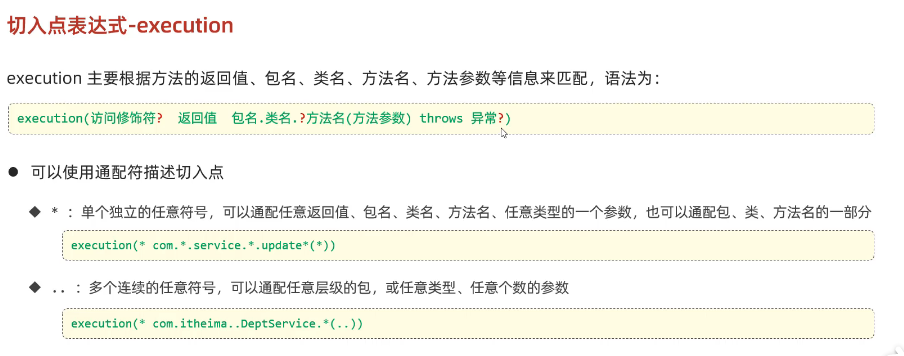 切入点表达式-execution
execution 主要根据方法的返回值、包名、类名、方法名、方法参数等信息来匹配，语法为：
execution(访问修饰符? 返回值 包名.类名.?方法名(方法参数) throws 异常?)
● 可以使用通配符描述切入点
◆ * ：单个独立的任意符号，可以通配任意返回值、包名、类名、方法名、任意类型的一个参数，也可以通配包、类、方法名的一部分
execution(* com.*.service.*.update*(*))
◆ .. ：多个连续的任意符号，可以通配任意层级的包，或任意类型、任意个数的参数
execution(* com.itheima..DeptService.*(..))